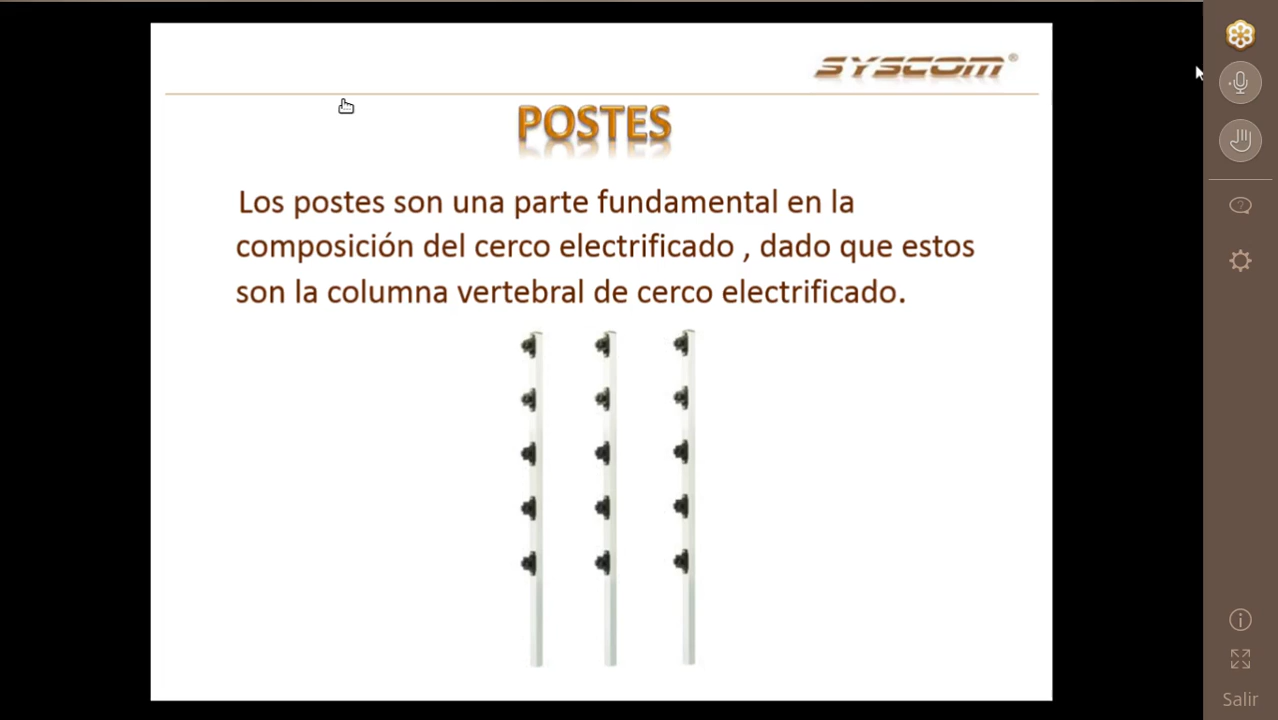 SYSCOM®
POSTES
Los postes son una parte fundamental en la
composición del cerco electrificado , dado que estos
son la columna vertebral de cerco electrificado.
Salir